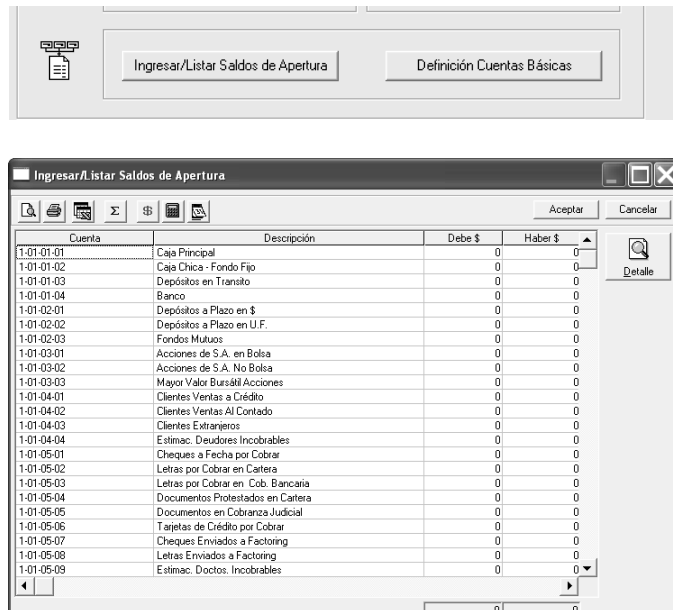 Ingresar/Listar Saldos de Apertura Definición Cuentas Básicas
Ingresar/Listar Saldos de Apertura
Σ $ Aceptar Cancelar
Cuenta Descripción Debe $ Haber $
Detalle
1-01-01-01 Caja Principal 0 0
1-01-01-02 Caja Chica - Fondo Fijo 0 0
1-01-01-03 Depósitos en Transito 0 0
1-01-01-04 Banco 0 0
1-01-02-01 Depósitos a Plazo en $ 0 0
1-01-02-02 Depósitos a Plazo en U.F. 0 0
1-01-02-03 Fondos Mutuos 0 0
1-01-03-01 Acciones de S.A. en Bolsa 0 0
1-01-03-02 Acciones de S.A. No Bolsa 0 0
1-01-03-03 Mayor Valor Bursátil Acciones 0 0
1-01-04-01 Clientes Ventas a Crédito 0 0
1-01-04-02 Clientes Ventas Al Contado 0 0
1-01-04-03 Clientes Extranjeros 0 0
1-01-04-04 Estimac. Deudores Incobrables 0 0
1-01-05-01 Cheques a Fecha por Cobrar 0 0
1-01-05-02 Letras por Cobrar en Cartera 0 0
1-01-05-03 Letras por Cobrar en Cob. Bancaria 0 0
1-01-05-04 Documentos Protestados en Cartera 0 0
1-01-05-05 Documentos en Cobranza Judicial 0 0
1-01-05-06 Tarjetas de Crédito por Cobrar 0 0
1-01-05-07 Cheques Enviados a Factoring 0 0
1-01-05-08 Letras Enviados a Factoring 0 0
1-01-05-09 Estimac. Doctos. Incobrables 0 0
0 0